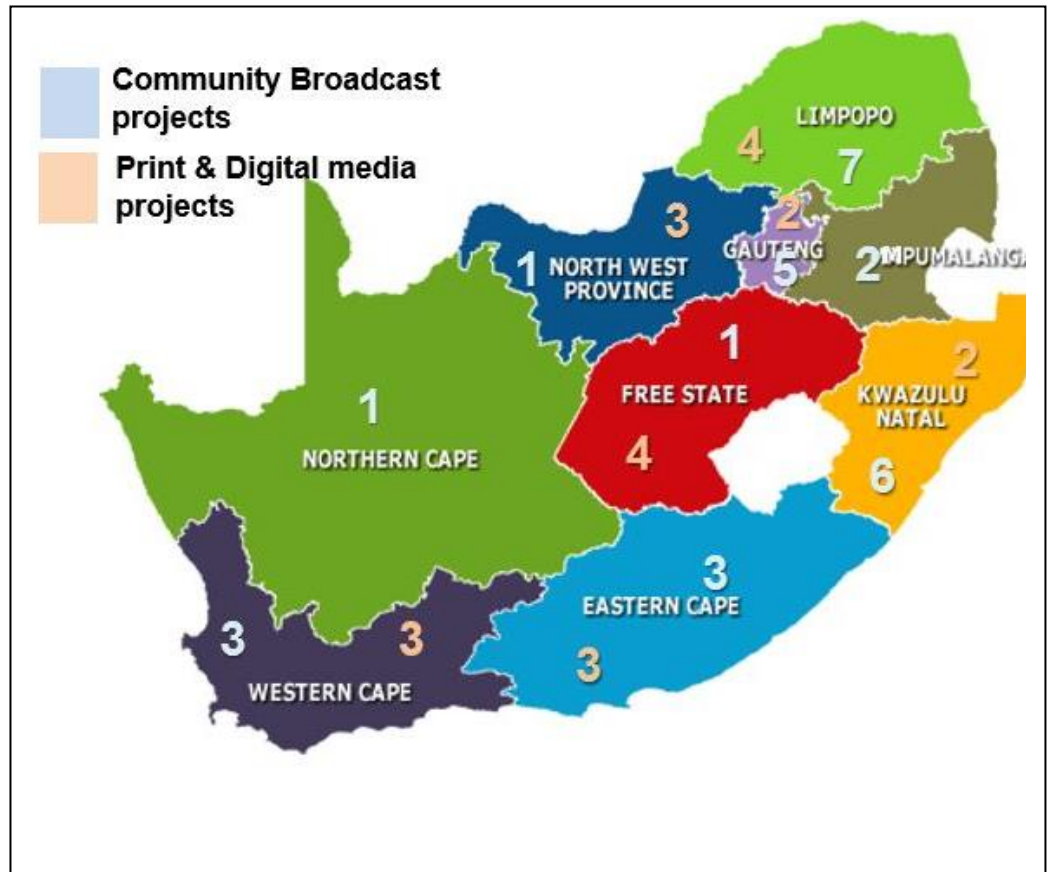 Community Broadcast
projects
Print & Digital media
projects
LIMPOPO
4
7
3
2
GAUTENG
5
1
NORTH WEST
PROVINCE
2
MPUMALANGA
1
FREE STATE
4
2
KWAZULU
NATAL
6
1
NORTHERN CAPE
3
EASTERN CAPE
3
3
3
WESTERN CAPE